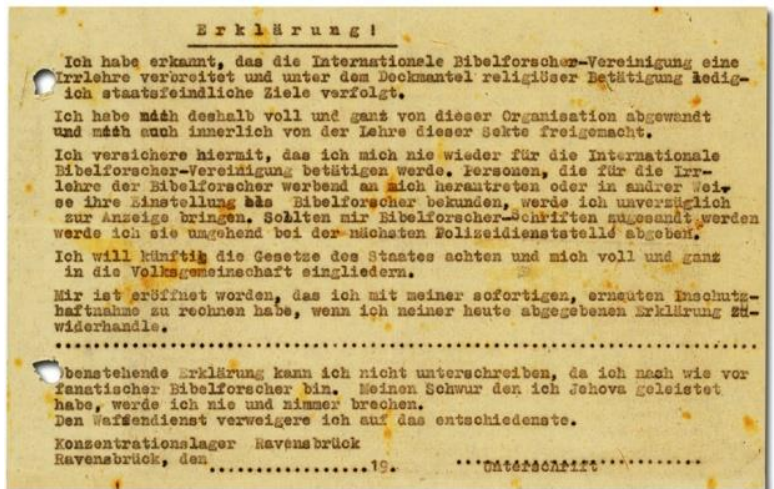 Erklärung!
Ich habe erkannt, das die Internationale Bibelforscher-Vereinigung eine
Irrlehre verbreitet und unter dem Deckmantel religiöser Betätigung ledig-
ich staatsfeindliche Ziele verfolgt.
Ich habe mich deshalb voll und ganz von dieser Organisation abgewandt
und mich auch innerlich von der Lehre dieser Sekte freigemacht.
Ich versichere hiermit, das ich mich nie wieder für die Internationale
Bibelforscher-Vereinigung betätigen werde. Personen, die für die Irr-
lehre der Bibelforscher werbend an mich herantreten oder in andrer Wei-
se ihre Einstellung als Bibelforscher bekunden, werde ich unverzüglich
zur Anzeige bringen. Sollten mir Bibelforscher-Schriften zugesandt werden
werde ich sie umgehend bei der nächsten Polizeidienststelle abgeben.
Ich will künftig die Gesetze des Staates achten und mich voll und ganz
in die Volksgemeinschaft eingliedern.
Mir ist eröffnet worden, das ich mit meiner sofortigen, erneuten Inschutz-
haftnahme zu rechnen habe, wenn ich meiner heute abgegebenen Erklärung zu-
widerhandle.
Obenstehende Erklärung kann ich nicht unterschreiben, da ich nach wie vor
fanatischer Bibelforscher bin. Meinen Schwur den ich Jehova geleistet
habe, werde ich nie und nimmer brechen.
Den Waffendienst verweigere ich auf das entschiedenste.
Konzentrationslager Ravensbrück
Ravensbrück, den ................19. ........................
Unterschrift